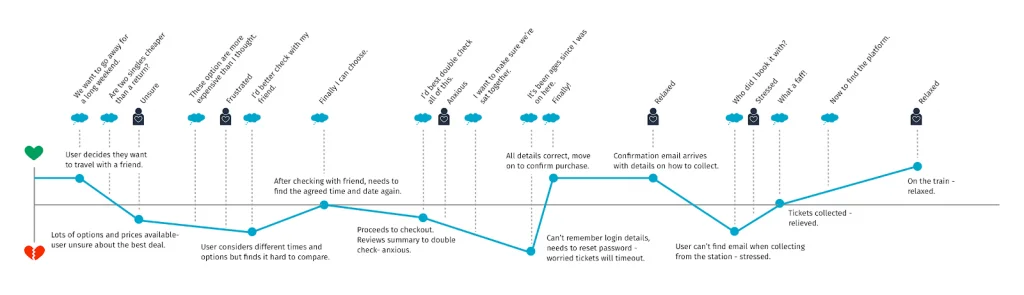 We want to go away for
a long weekend.
Are two singles cheaper
than a return?
Unsure
These option are more
expensive than I thought.
Frustrated
I'd better check with my
friend.
Finally I can choose.
I'd best double check
all of this.
Anxious
I want to make sure we're
sat together.
It's been ages since I was
on here.
Finally!
Relaxed
Who did I book it with?
Stressed
What a faff!
Now to find the platform.
Relaxed
User decides they want
to travel with a friend.
Lots of options and prices available-
user unsure about the best deal.
User considers different times and
options but finds it hard to compare.
After checking with friend, needs to
find the agreed time and date again.
Proceeds to checkout.
Reviews summary to double
check- anxious.
All details correct, move
on to confirm purchase.
Can't remember login details,
needs to reset password -
worried tickets will timeout.
Confirmation email arrives
with details on how to collect.
User can't find email when collecting
from the station - stressed.
Tickets collected -
relieved.
On the train -
relaxed.